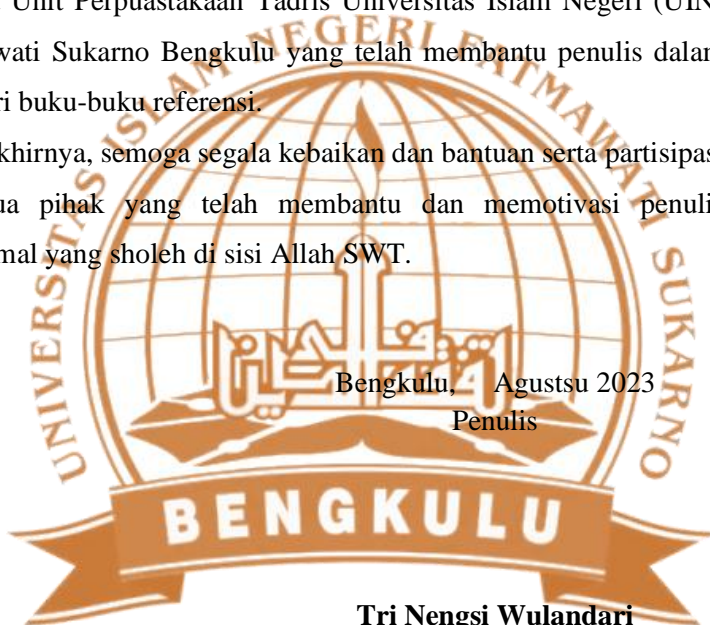 Unit Perpuastakaan Tadris Universitas Islam Negeri (UIN
wati Sukarno Bengkulu yang telah membantu penulis dalam
ri buku-buku referensi.
khirnya, semoga segala kebaikan dan bantuan serta partisipas
ua pihak yang telah membantu dan memotivasi penulis
mal yang sholeh di sisi Allah SWT.
Bengkulu, Agustsu 2023
Penulis
Tri Nengsi Wulandari
UNIVERSITAS ISLAM NEGERI FATMAWATI SUKARNO
BENGKULU